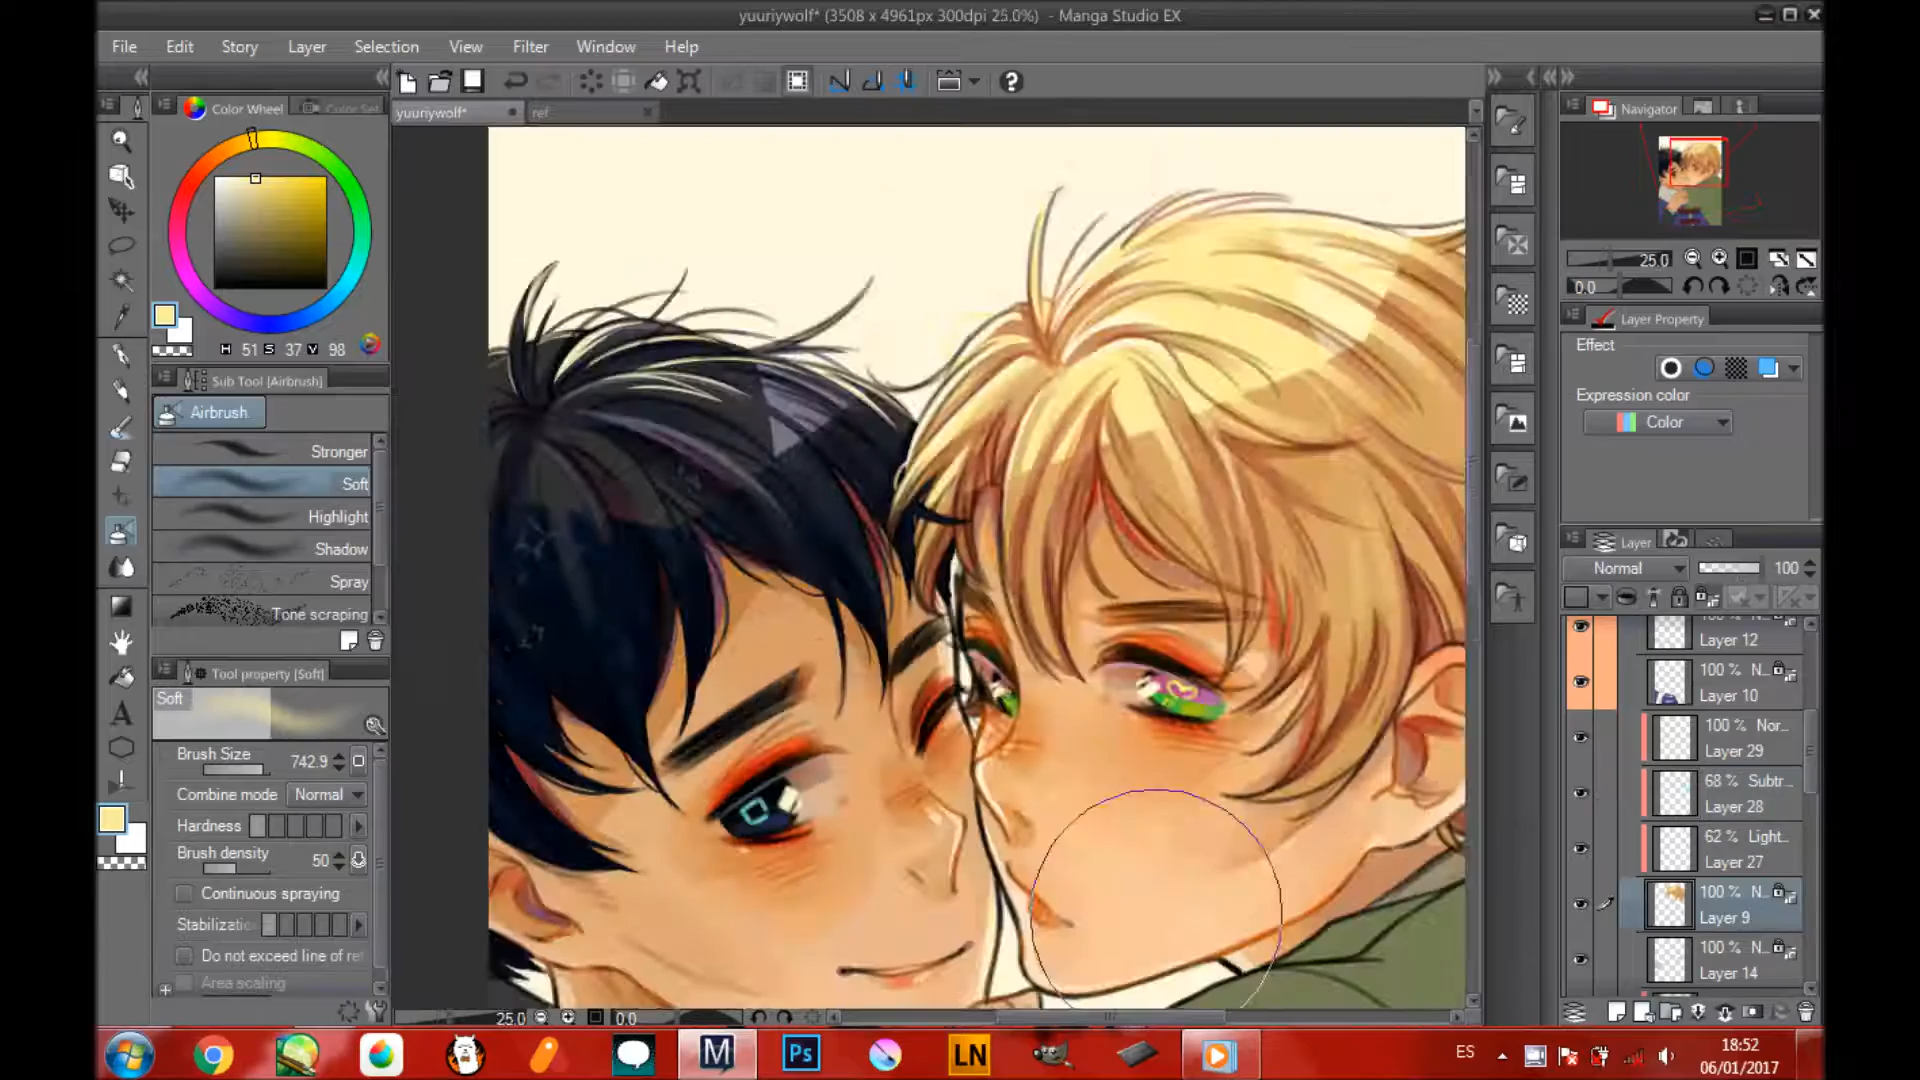 yuuriywolf* (3508 x 4961px 300dpi 25.0%) - Manga Studio EX
File Edit Story Layer Selection View Filter Window Help
Color Wheel Color Set
yuuriywolf* ref
Navigator
H 51 S 37 V 98
25.0
0.0
Sub Tool [Airbrush]
Airbrush
Stronger
Soft
Highlight
Shadow
Spray
Tone scraping
Layer Property
Effect
Expression color
Color
Tool property [Soft]
Soft
Brush Size 742.9
Combine mode Normal
Hardness
Brush density 50
Continuous spraying
Stabilizatic
Do not exceed line of ref
Area scaling
Layer
Normal 100
Layer 12
100 % N..
Layer 10
100 % Nor...
Layer 29
68 % Subtr...
Layer 28
62 % Light...
Layer 27
100 % N..
Layer 9
100 % N..
Layer 14
25.0 0.0
M Ps LN
ES
18:52
06/01/2017